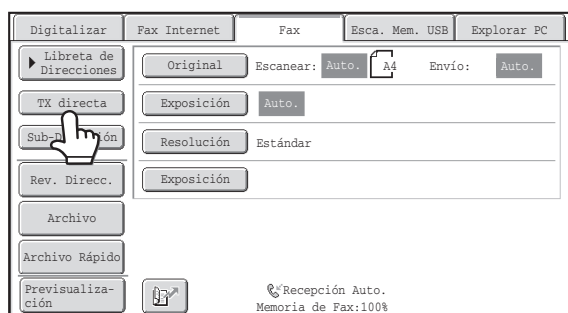 Digitalizar Fax Internet Fax Esca. Mem. USB Explorar PC
Libreta de
Direcciones
Original Escanear: Auto. A4 Envío: Auto.
TX directa
Exposición Auto.
Resolución Estándar
Rev. Direcc.
Exposición
Archivo
Archivo Rápido
Previsualiza-
ción
Recepción Auto.
Memoria de Fax:100%